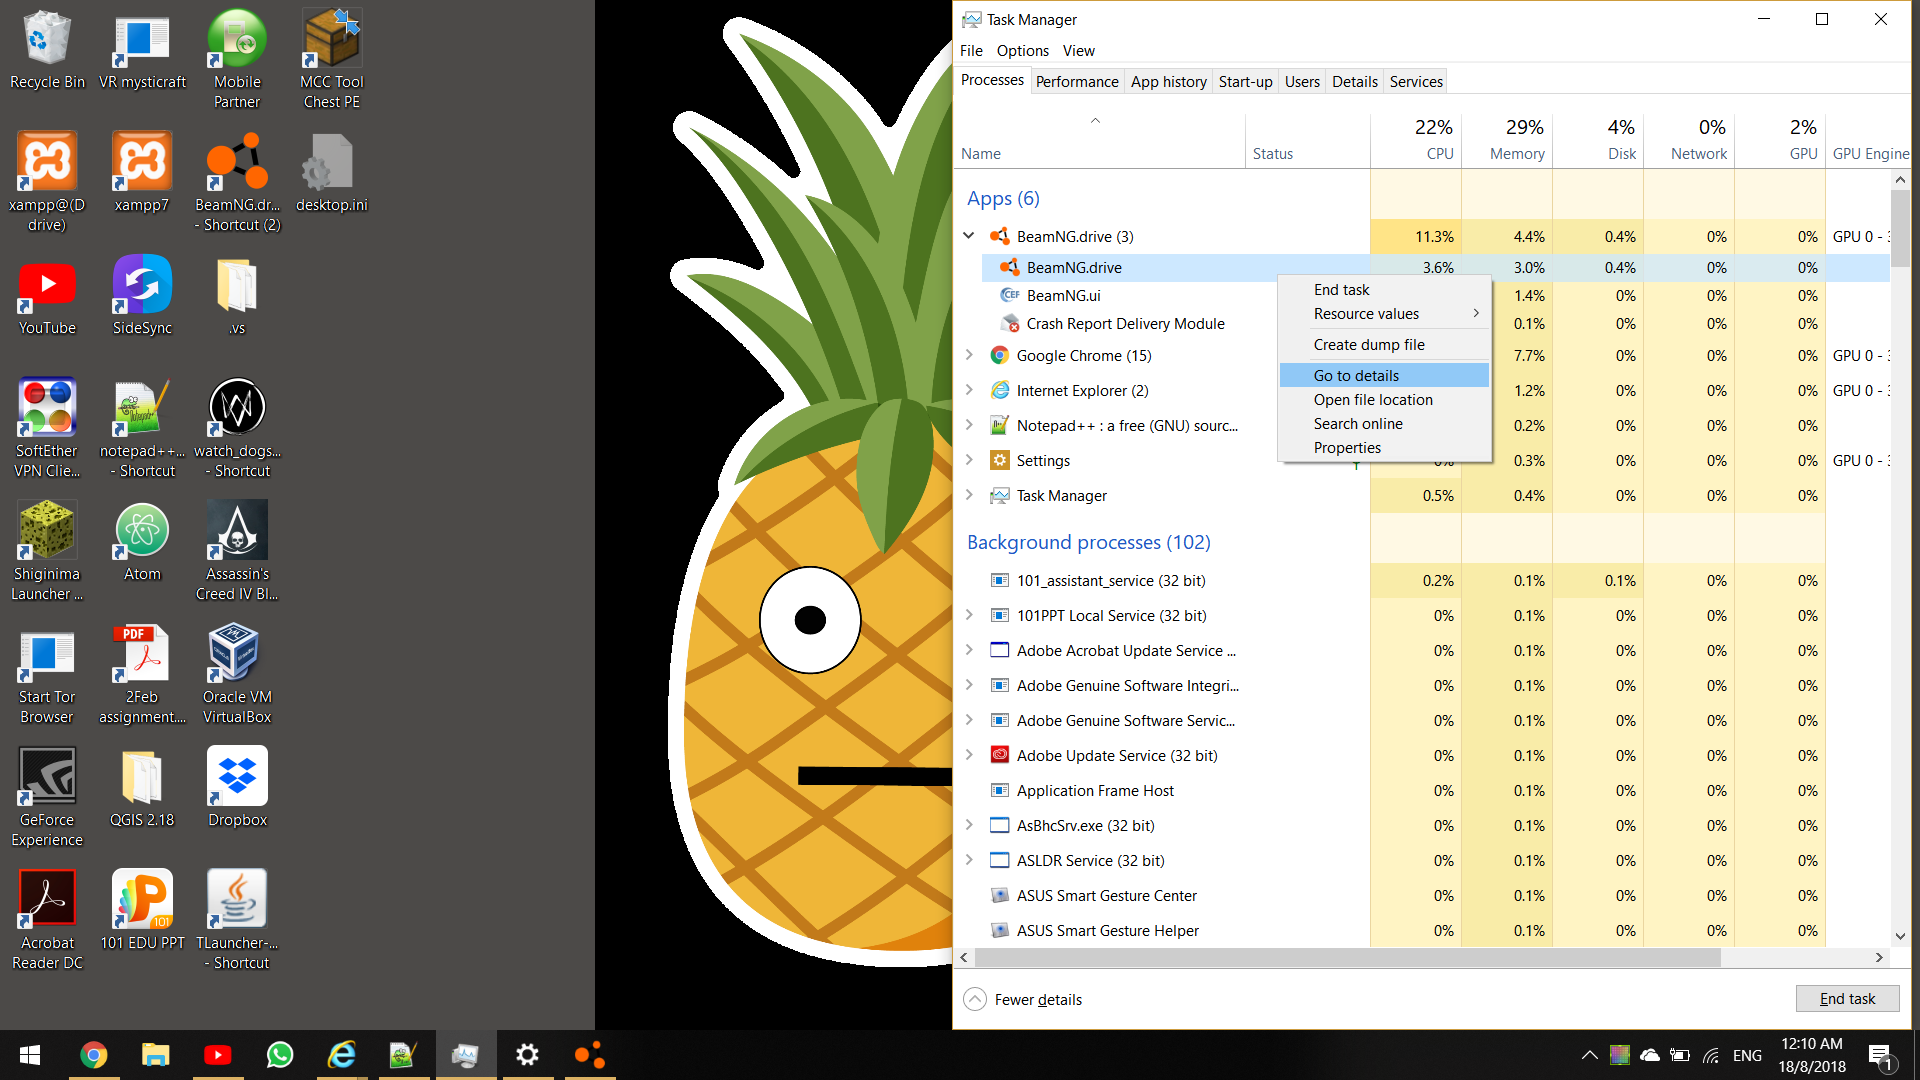 Recycle Bin
VR mysticraft
Mobile
Partner
MCC Tool
Chest PE
xampp@(D
drive)
xampp7
BeamNG.dr...
- Shortcut (2)
desktop.ini
YouTube
SideSync
.vs
SoftEther
VPN Clie...
notepad++...
- Shortcut
watch_dogs...
- Shortcut
Shiginima
Launcher ...
Atom
Assassin's
Creed IV Bl...
Start Tor
Browser
PDF
2Feb
assignment....
Oracle VM
VirtualBox
GeForce
Experience
QGIS 2.18
Dropbox
Acrobat
Reader DC
101
101 EDU PPT
TLauncher-...
- Shortcut
Task Manager
File Options View
Processes Performance App history Start-up Users Details Services
22% 29% 4% 0% 2%
Name Status CPU Memory Disk Network GPU GPU Engine
Apps (6)
BeamNG.drive (3) 11.3% 4.4% 0.4% 0% 0% GPU 0 - 3
BeamNG.drive 3.6% 3.0% 0.4% 0% 0%
CEF BeamNG.ui 1.4% 0% 0% 0%
Crash Report Delivery Module 0.1% 0% 0% 0%
Google Chrome (15) 7.7% 0% 0% 0% GPU 0 - 3
Internet Explorer (2) 1.2% 0% 0% 0% GPU 0 - 3
Notepad++ : a free (GNU) sourc... 0.2% 0% 0% 0%
Settings 0% 0.3% 0% 0% 0% GPU 0 - 3
Task Manager 0.5% 0.4% 0% 0% 0%
End task
Resource values
Create dump file
Go to details
Open file location
Search online
Properties
Background processes (102)
101_assistant_service (32 bit) 0.2% 0.1% 0.1% 0% 0%
101PPT Local Service (32 bit) 0% 0.1% 0% 0% 0%
Adobe Acrobat Update Service ... 0% 0.1% 0% 0% 0%
Adobe Genuine Software Integri... 0% 0.1% 0% 0% 0%
Adobe Genuine Software Servic... 0% 0.1% 0% 0% 0%
Adobe Update Service (32 bit) 0% 0.1% 0% 0% 0%
Application Frame Host 0% 0.1% 0% 0% 0%
AsBhcSrv.exe (32 bit) 0% 0.1% 0% 0% 0%
ASLDR Service (32 bit) 0% 0.1% 0% 0% 0%
ASUS Smart Gesture Center 0% 0.1% 0% 0% 0%
ASUS Smart Gesture Helper 0% 0.1% 0% 0% 0%
Fewer details
End task
ENG
12:10 AM
18/8/2018
1